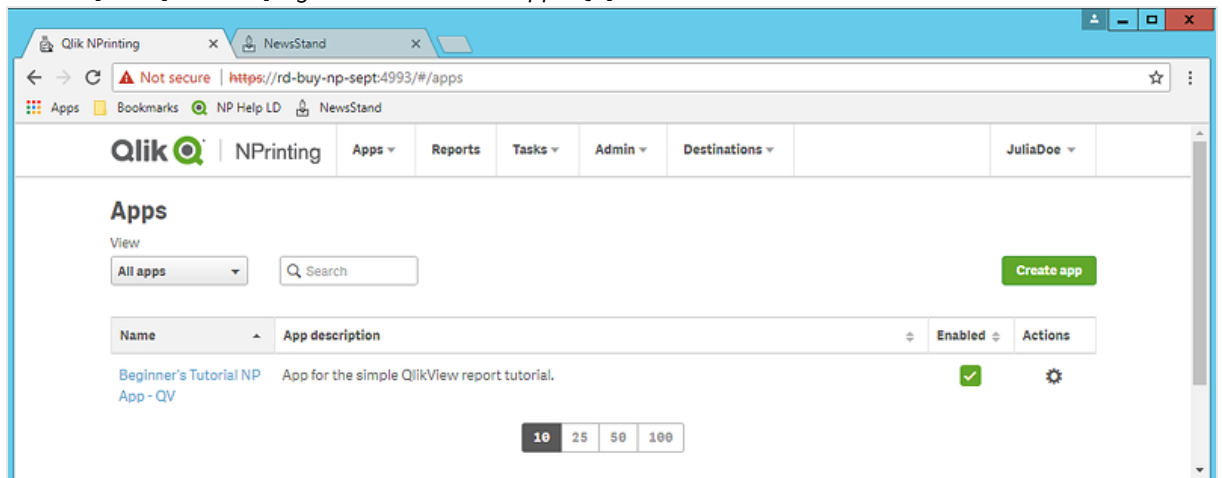 Qlik NPrinting
NewsStand
Not secure | https://rd-buy-np-sept:4993/#/apps
Apps Bookmarks NP Help LD NewsStand
Qlik NPrinting Apps Reports Tasks Admin Destinations JuliaDoe
Apps
View
All apps Search Create app
Name App description Enabled Actions
Beginner's Tutorial NP App for the simple QlikView report tutorial.
App - QV
10 25 50 100